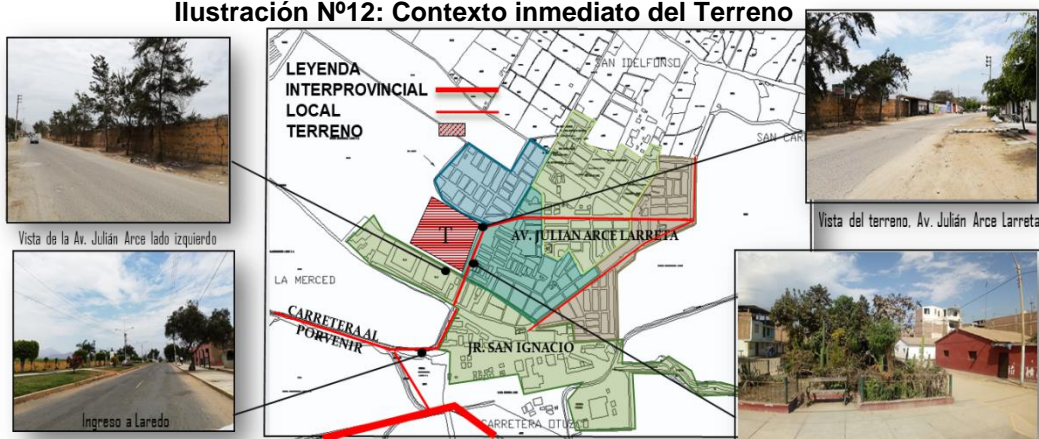 Ilustración Nº12: Contexto inmediato del Terreno
LEYENDA
INTERPROVINCIAL
LOCAL
TERRENO
SAN IDELFONSO
SAN CAR
Vista de la Av. Julián Arce lado izquierdo
Vista del terreno, Av. Julián Arce Larreta
T
AV. JULIAN ARCE LARRETA
LA MERCED
CARRETERA AL
PORVENIR
JR. SAN IGNACIO
Ingreso a Laredo
CARRETERA OTUZCO